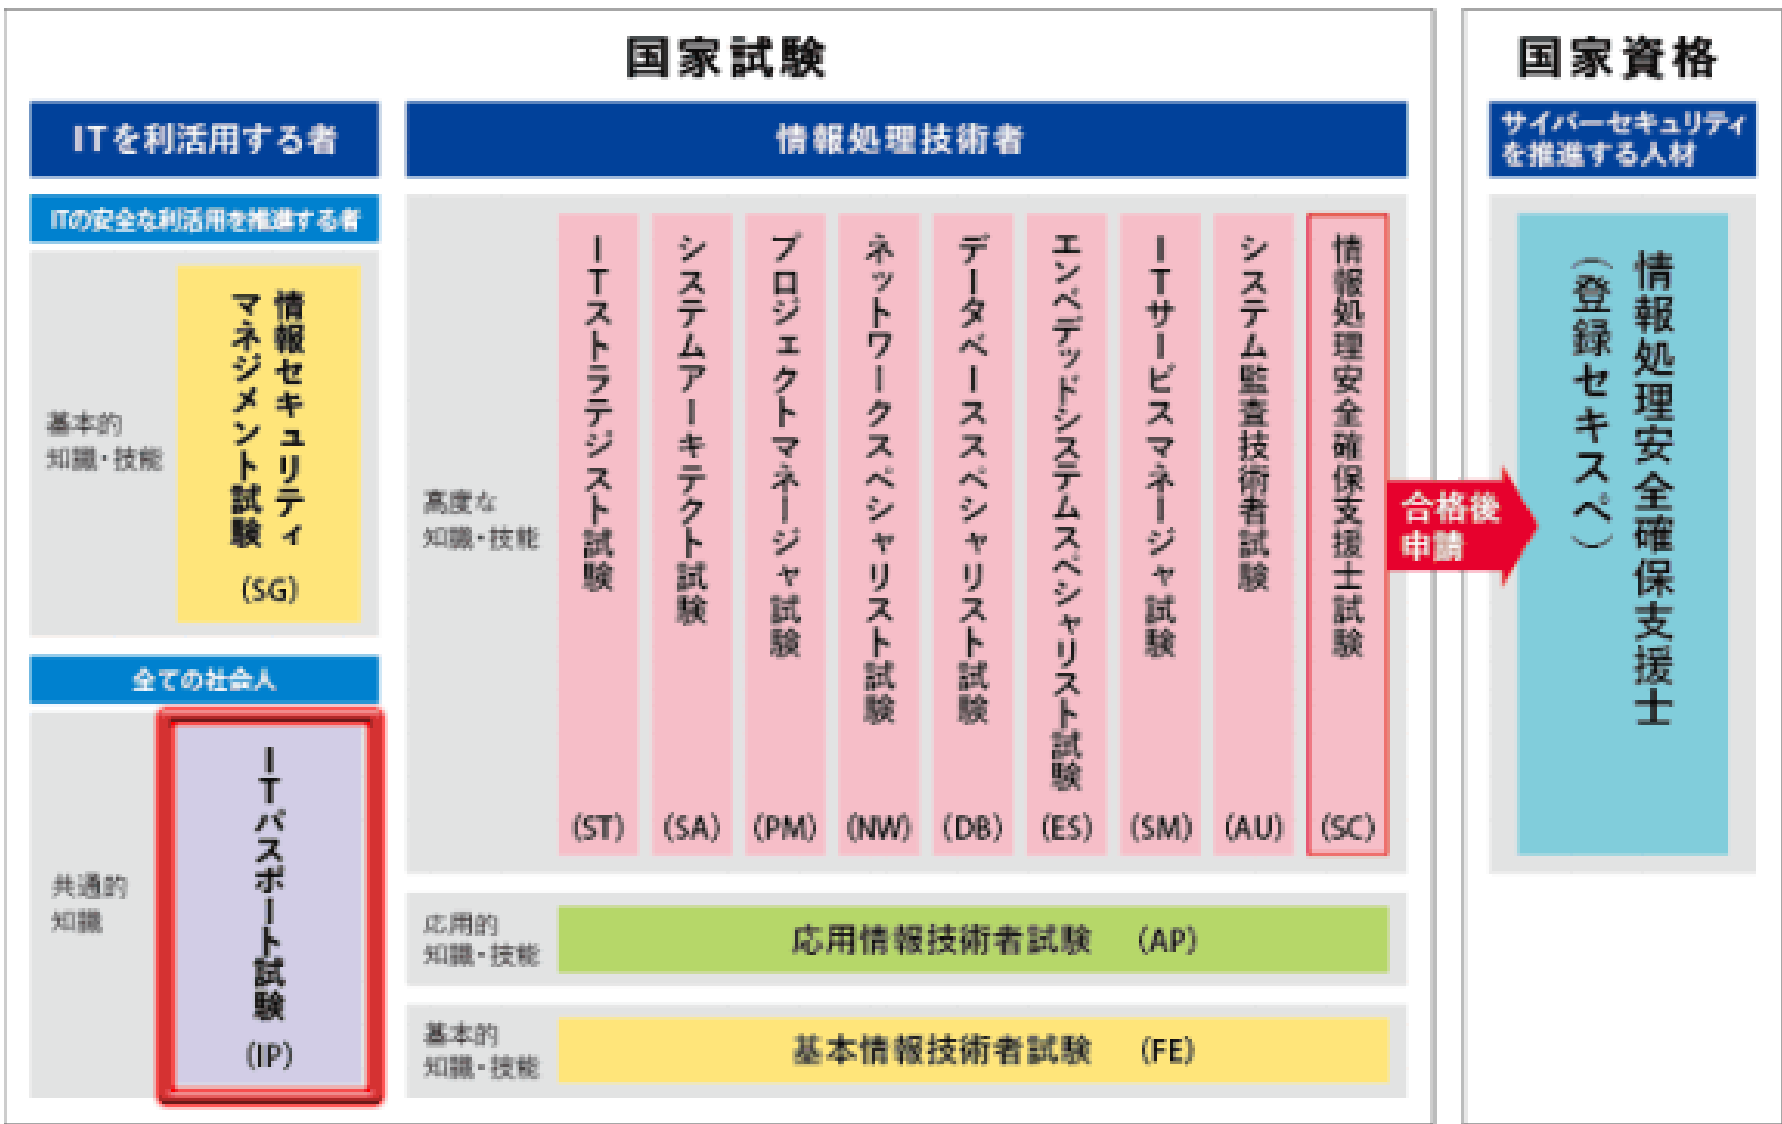 国家試験
ITを利活用する者
ITの安全な利活用を推進する者
基本的
知識・技能
情報セキュリティ
マネジメント試験
(SG)
全ての社会人
共通的
知識
ITパスポート試験
(IP)
情報処理技術者
高度な
知識・技能
ITストラテジスト試験
(ST)
システムアーキテクト試験
(SA)
プロジェクトマネージャ試験
(PM)
ネットワークスペシャリスト試験
(NW)
データベーススペシャリスト試験
(DB)
エンベデッドシステムスペシャリスト試験
(ES)
ITサービスマネージャ試験
(SM)
システム監査技術者試験
(AU)
情報処理安全確保支援士試験
(SC)
応用的
知識・技能
応用情報技術者試験 (AP)
基本的
知識・技能
基本情報技術者試験 (FE)
合格後
申請
国家資格
サイバーセキュリティ
を推進する人材
情報処理安全確保支援士
(登録セキスペ)